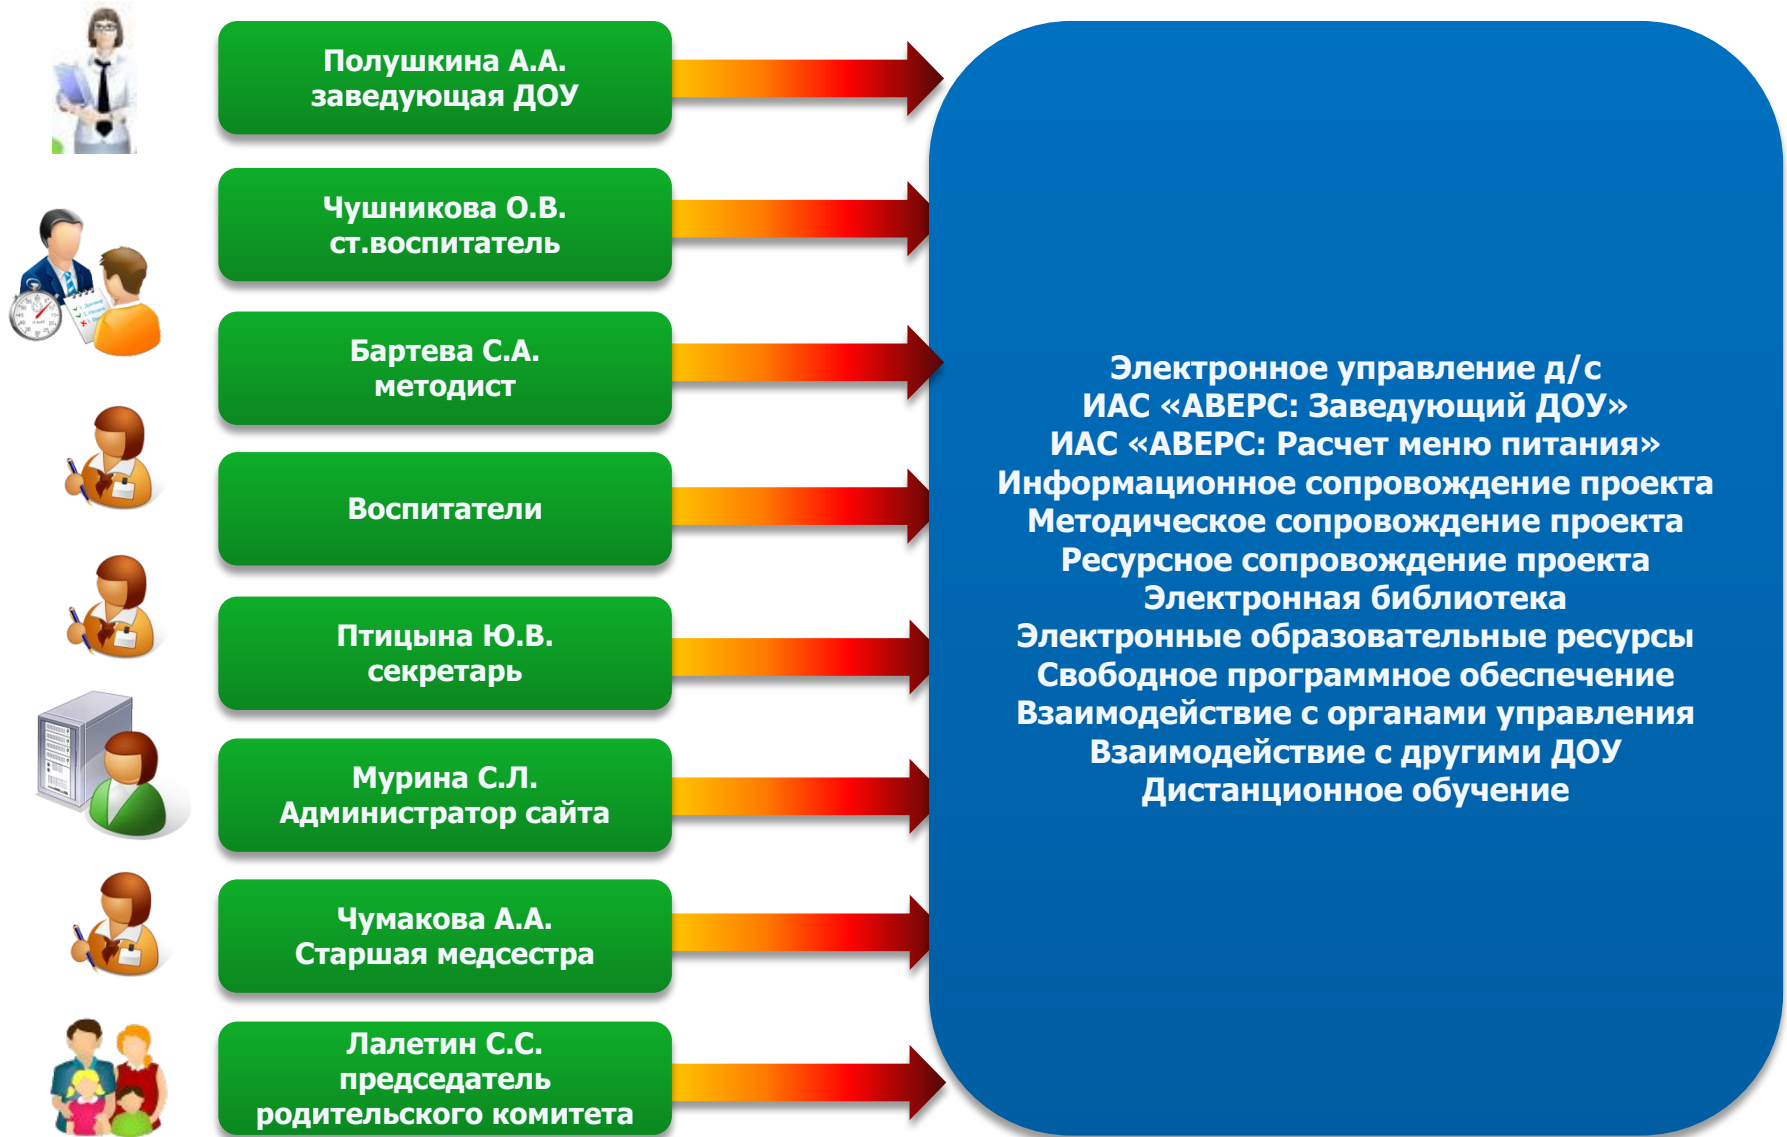 Полушкина А.А.
заведующая ДОУ
Чушникова О.В.
ст.воспитатель
Бартева С.А.
методист
Воспитатели
Птицына Ю.В.
секретарь
Мурина С.Л.
Администратор сайта
Чумакова А.А.
Старшая медсестра
Лалетин С.С.
председатель
родительского комитета
Электронное управление д/с
ИАС «АВЕРС: Заведующий ДОУ»
ИАС «АВЕРС: Расчет меню питания»
Информационное сопровождение проекта
Методическое сопровождение проекта
Ресурсное сопровождение проекта
Электронная библиотека
Электронные образовательные ресурсы
Свободное программное обеспечение
Взаимодействие с органами управления
Взаимодействие с другими ДОУ
Дистанционное обучение